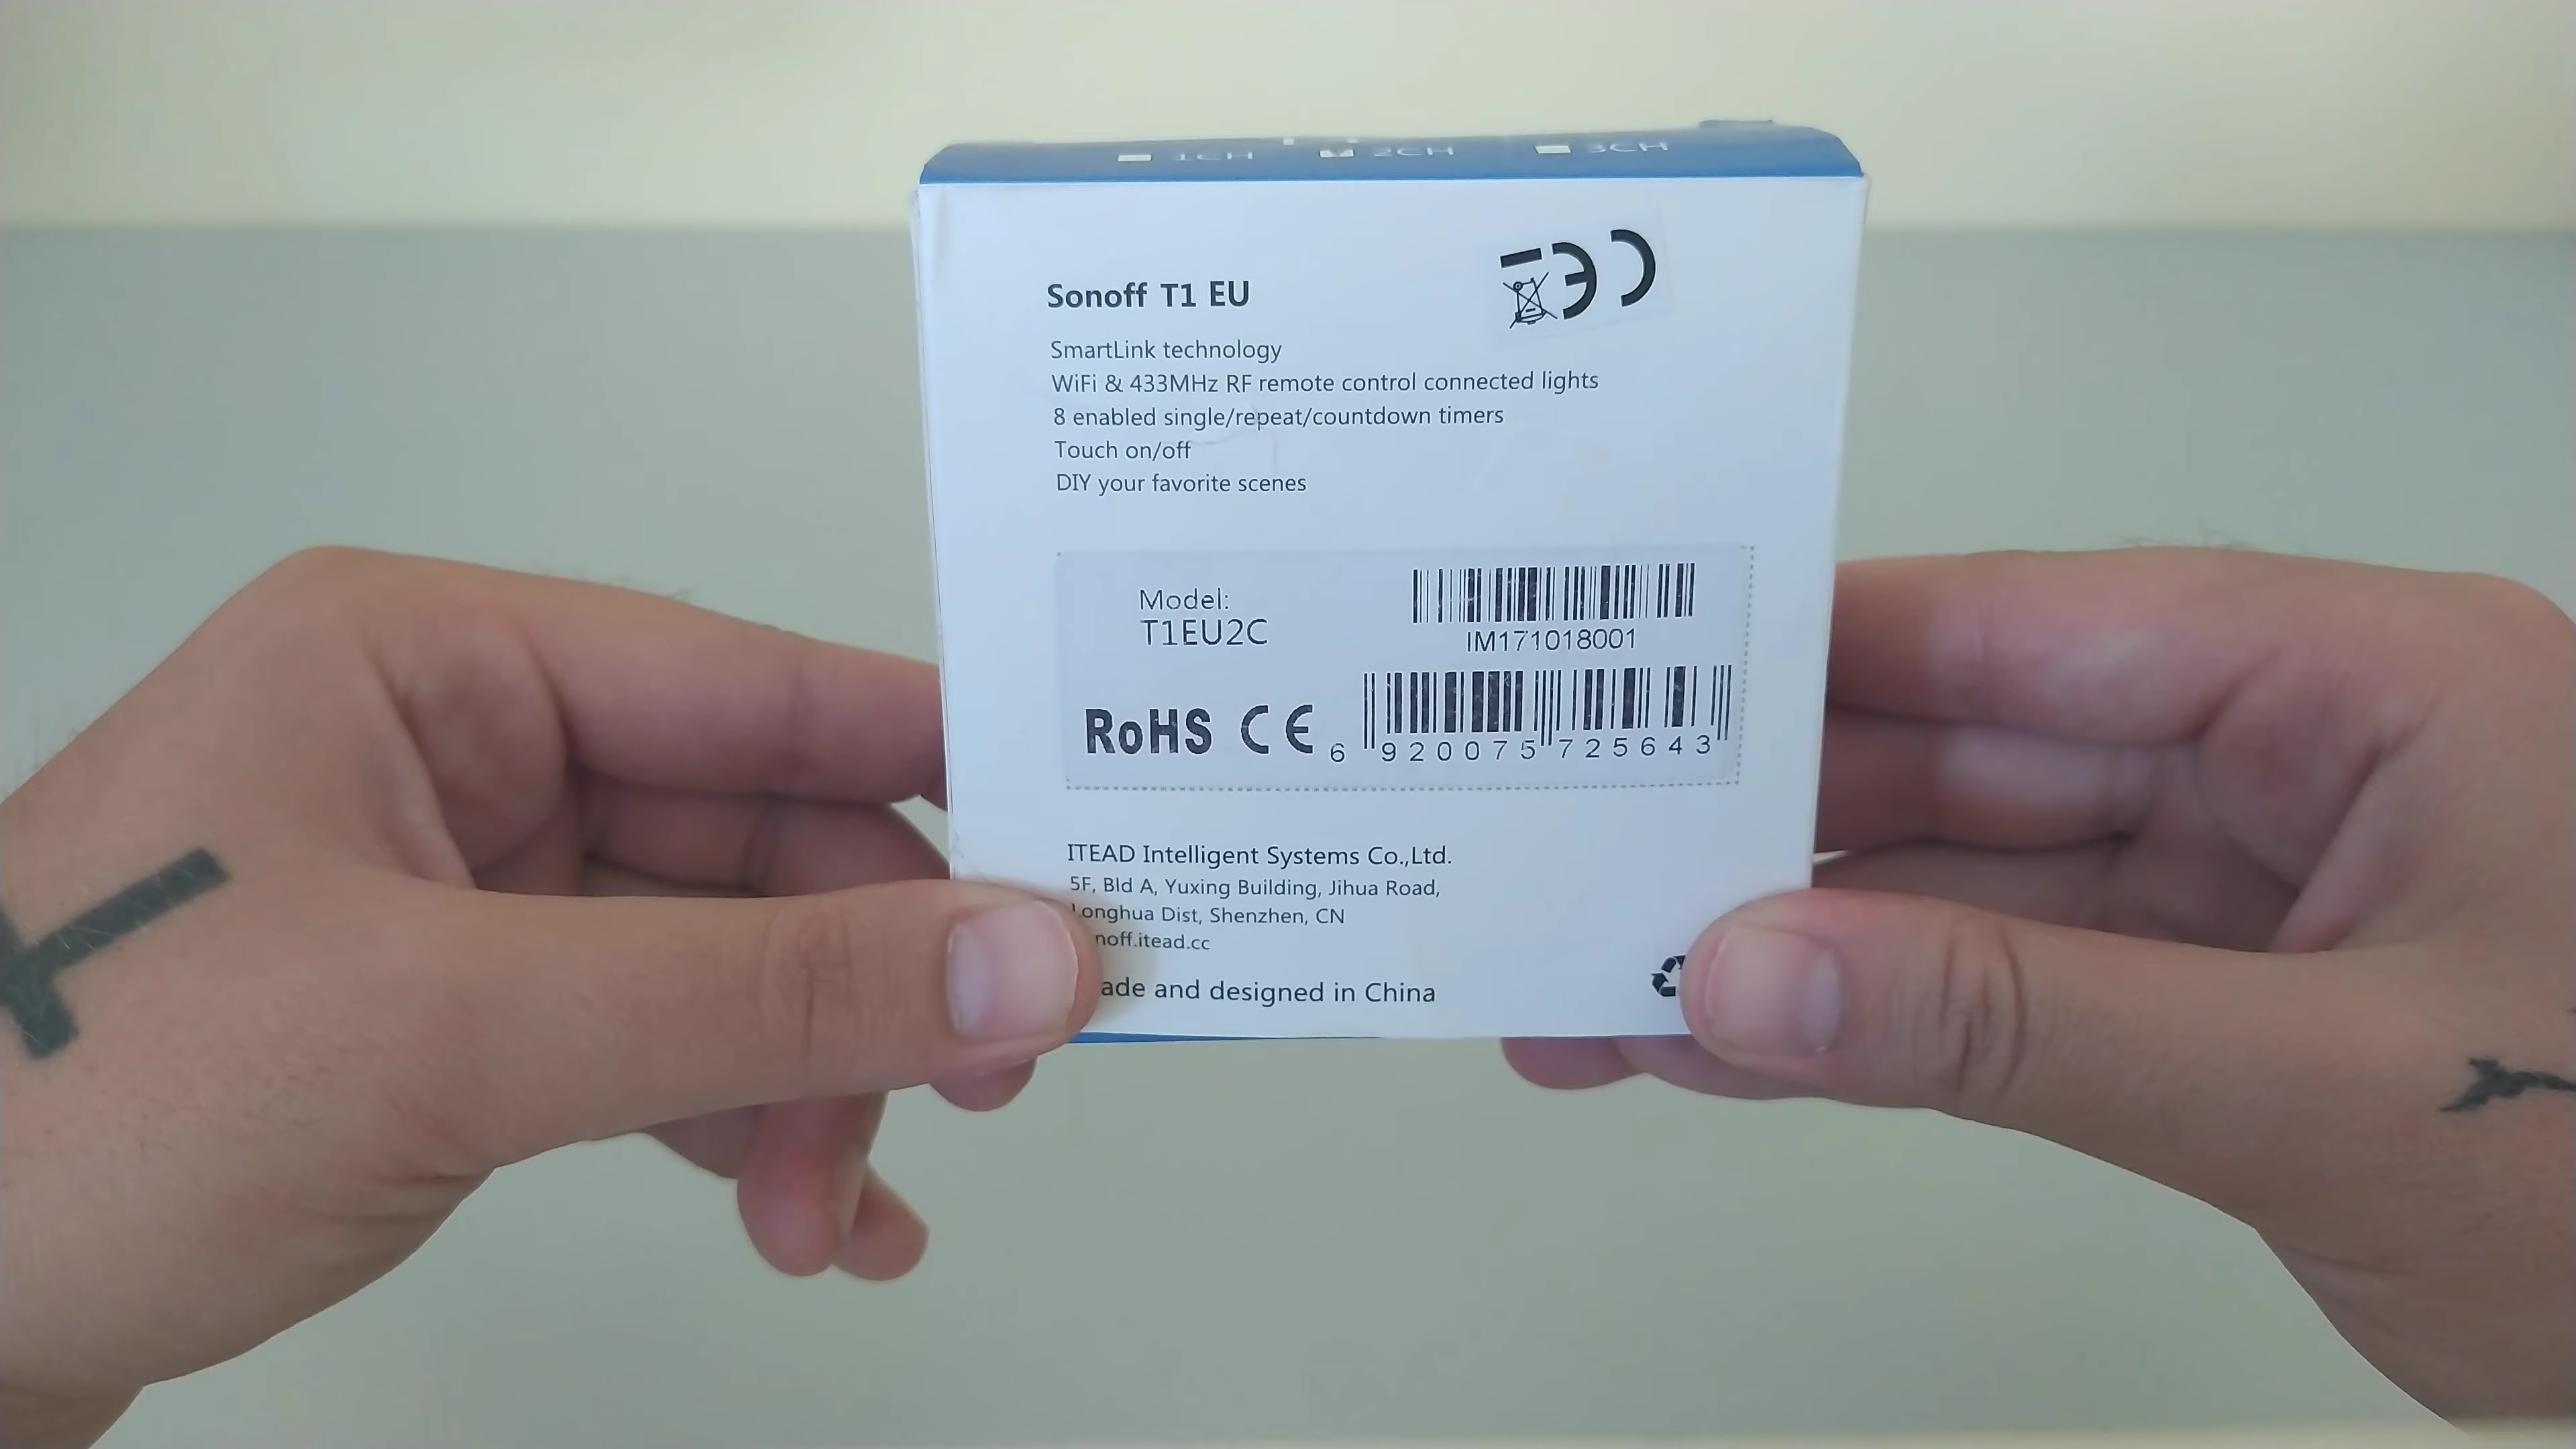 1CH 2CH 3CH
CE
Sonoff T1 EU
SmartLink technology
WiFi & 433MHz RF remote control connected lights
8 enabled single/repeat/countdown timers
Touch on/off
DIY your favorite scenes
Model:
T1EU2C
IM171018001
RoHS CE
6 920075 725643
ITEAD Intelligent Systems Co.,Ltd.
5F, Bld A, Yuxing Building, Jihua Road,
Longhua Dist, Shenzhen, CN
noff.itead.cc
ade and designed in China